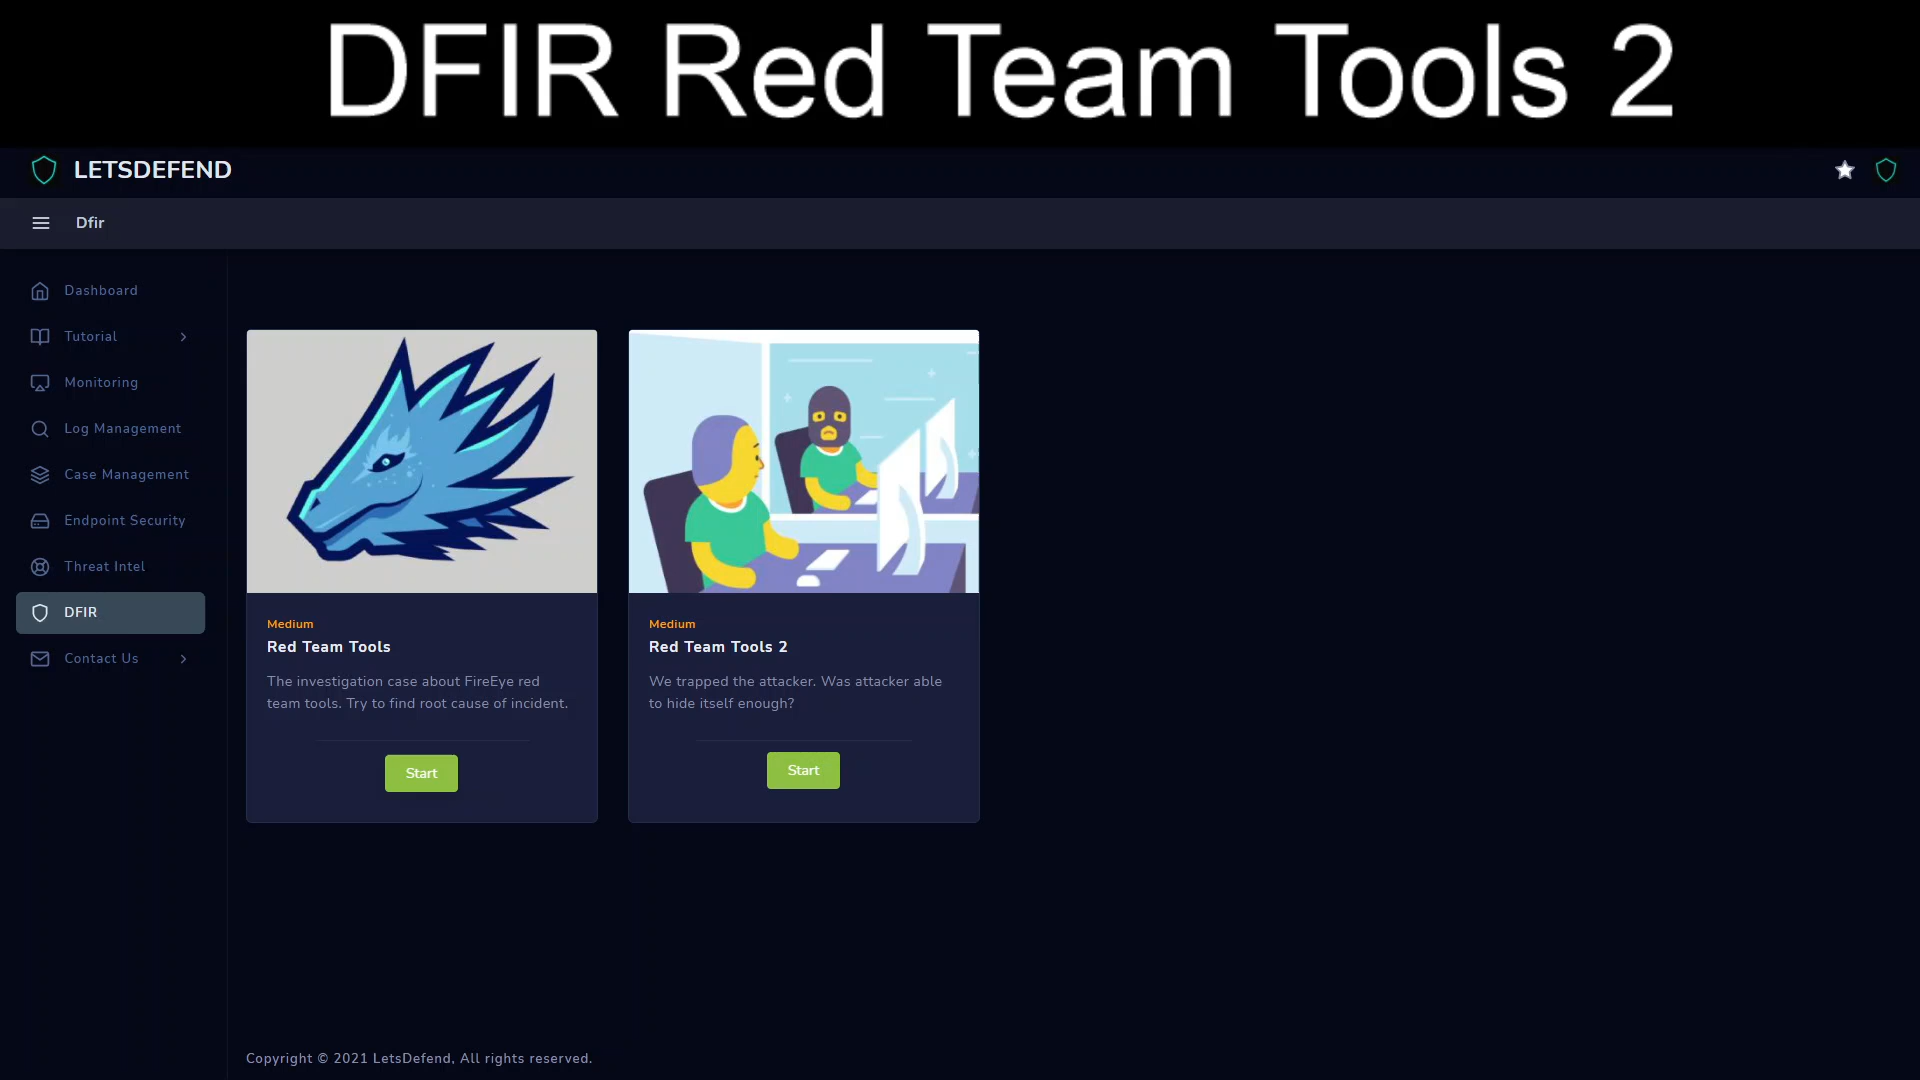 DFIR Red Team Tools 2
LETSDEFEND
Dfir
Dashboard
Tutorial
Monitoring
Log Management
Case Management
Endpoint Security
Threat Intel
DFIR
Contact Us
Medium
Red Team Tools
The investigation case about FireEye red
team tools. Try to find root cause of incident.
Start
Medium
Red Team Tools 2
We trapped the attacker. Was attacker able
to hide itself enough?
Start
Copyright © 2021 LetsDefend, All rights reserved.